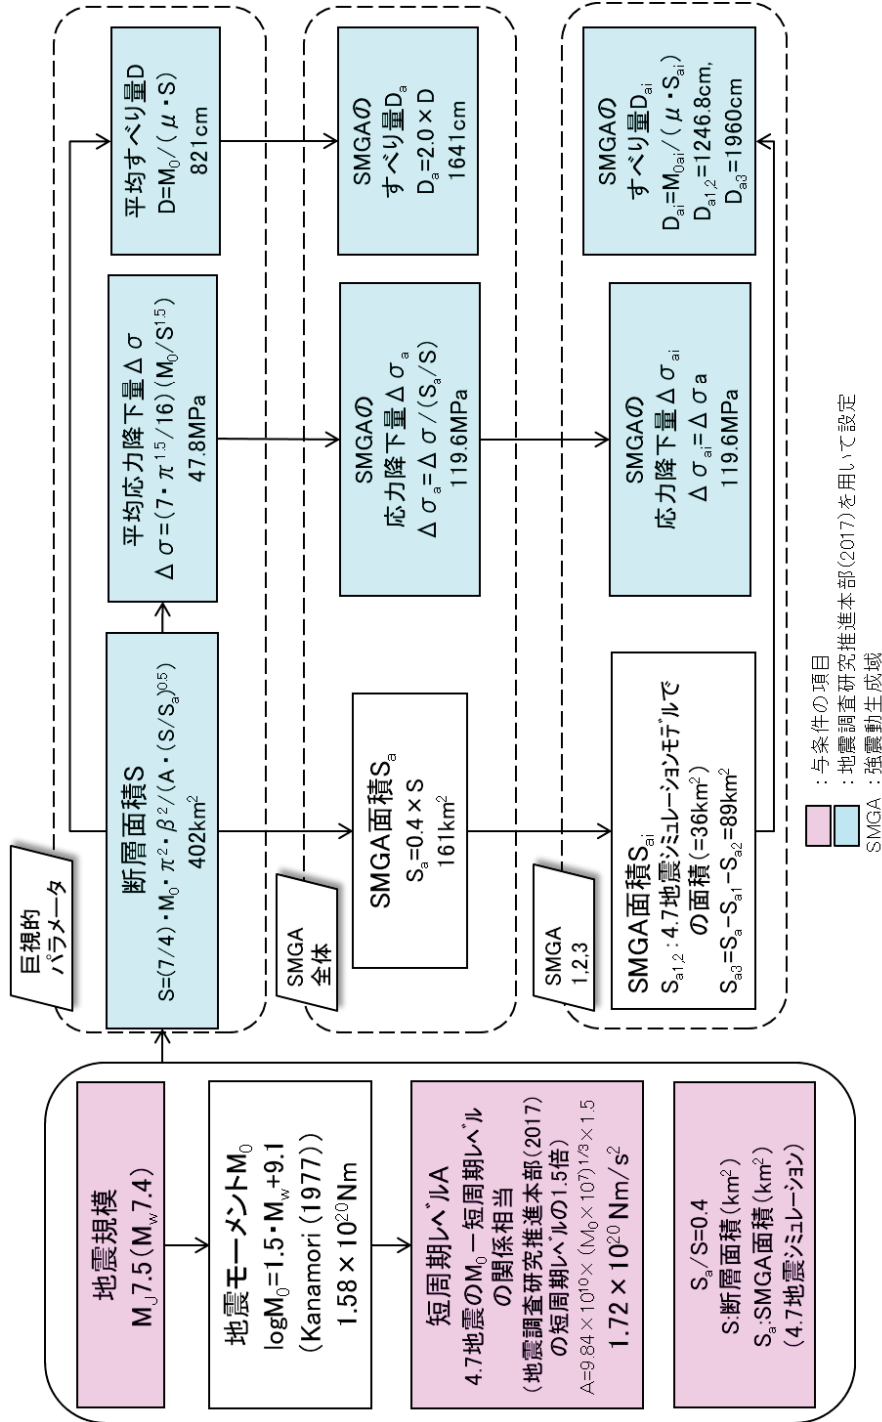 地震規模
MJ7.5(Mw7.4)
地震モーメントM0
logM0=1.5・Mw+9.1
(Kanamori(1977))
1.58×10^20Nm
短周期レベルA
4.7地震のM0－短周期レベル
の関係相当
(地震調査研究推進本部(2017)
の短周期レベルの1.5倍)
A=9.84×10^10×(M0×107)^1/3×1.5
1.72×10^20 Nm/s^2
Sa/S=0.4
S:断層面積(km^2)
Sa:SMGA面積(km^2)
(4.7地震シミュレーション)
巨視的
パラメータ
断層面積S
S=(7/4)・M0・π^2・β^2/(A・(S/Sa)^0.5)
402km^2
平均応力降下量Δσ
Δσ=(7・π^1.5/16)(M0/S^1.5)
47.8MPa
平均すべり量D
D=M0/(μ・S)
821cm
SMGA
全体
SMGA面積Sa
Sa=0.4×S
161km^2
SMGAの
応力降下量Δσa
Δσa=Δσ/(Sa/S)
119.6MPa
SMGAの
すべり量Da
Da=2.0×D
1641cm
SMGA
1,2,3
SMGA面積Sai
Sa1,2:4.7地震シミュレーションモデルで
の面積(=36km^2)
Sa3=Sa-Sa1-Sa2=89km^2
SMGAの
応力降下量Δσai
Δσai=Δσa
119.6MPa
SMGAの
すべり量Dai
Dai=M0ai/(μ・Sai)
Da1,2=1246.8cm,
Da3=1960cm
：与条件の項目
：地震調査研究推進本部(2017)を用いて設定
SMGA：強震動生成域